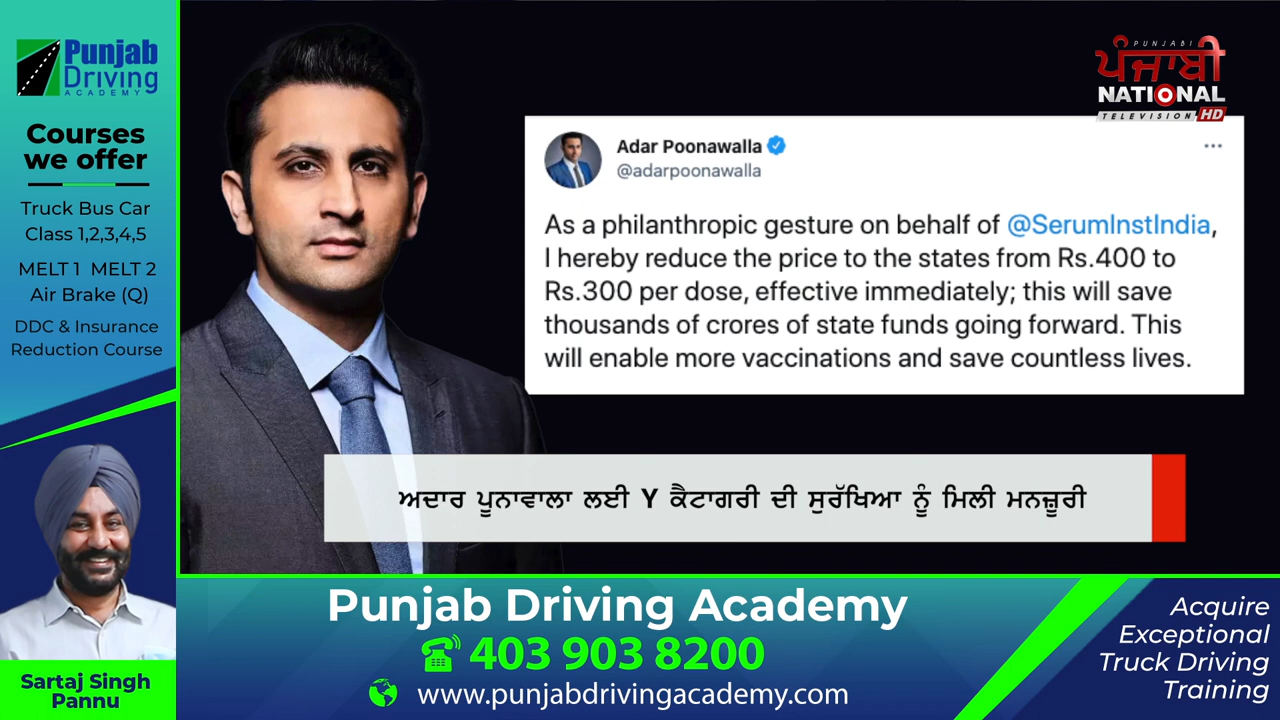 Punjab
Driving
ACADEMY
Courses
we offer
Truck Bus Car
Class 1,2,3,4,5
MELT 1 MELT 2
Air Brake (Q)
DDC & Insurance
Reduction Course
Sartaj Singh
Pannu
PUNJABI
ਪੰਜਾਬੀ
NATIONAL
TELEVISION HD
Adar Poonawalla
@adarpoonawalla
As a philanthropic gesture on behalf of @SerumInstIndia,
I hereby reduce the price to the states from Rs.400 to
Rs.300 per dose, effective immediately; this will save
thousands of crores of state funds going forward. This
will enable more vaccinations and save countless lives.
ਅਦਾਰ ਪੂਨਾਵਾਲਾ ਲਈ Y ਕੈਟਾਗਰੀ ਦੀ ਸੁਰੱਖਿਆ ਨੂੰ ਮਿਲੀ ਮਨਜ਼ੂਰੀ
Punjab Driving Academy
403 903 8200
www.punjabdrivingacademy.com
Acquire
Exceptional
Truck Driving
Training